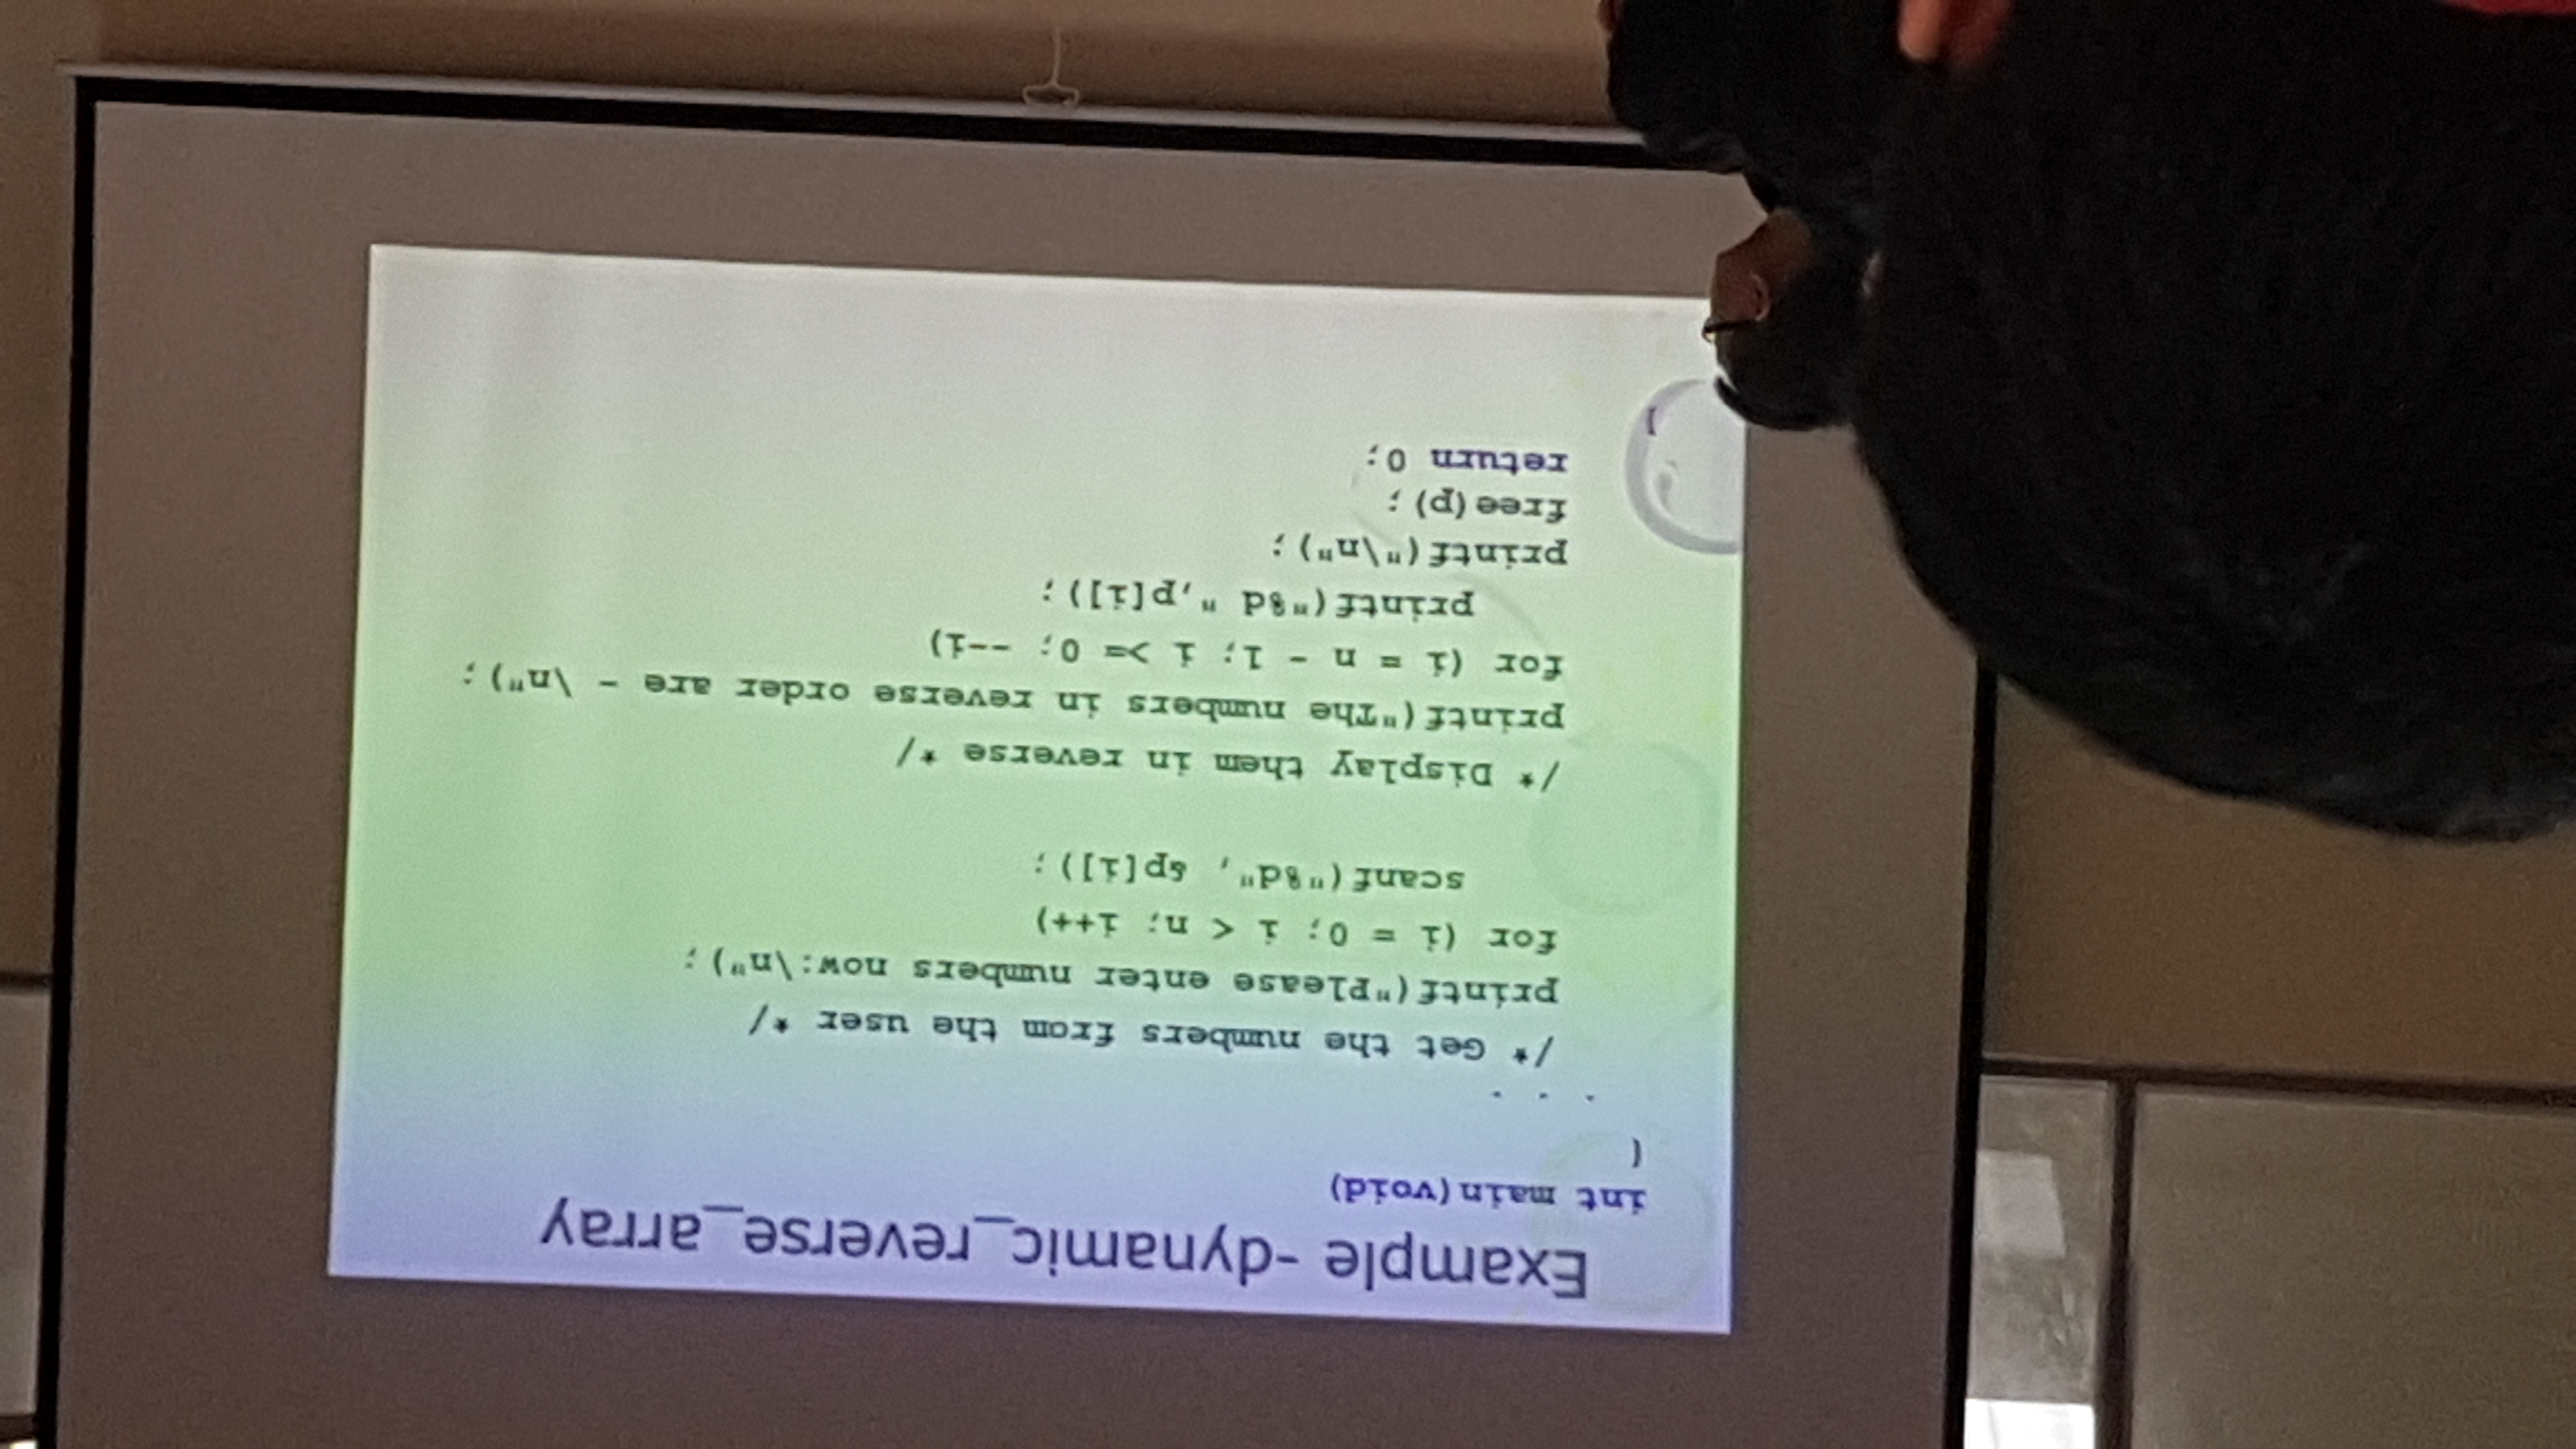 Example -dynamic_reverse_array
int main(void)
{
. . .
/* Get the numbers from the user */
printf("Please enter numbers now:\n");
for (i = 0; i < n; i++)
scanf("%d", &p[i]);
/* Display them in reverse */
printf("The numbers in reverse order are - \n");
for (i = n - 1; i >= 0; --i)
printf("%d ",p[i]);
printf("\n");
free(p);
return 0;
}